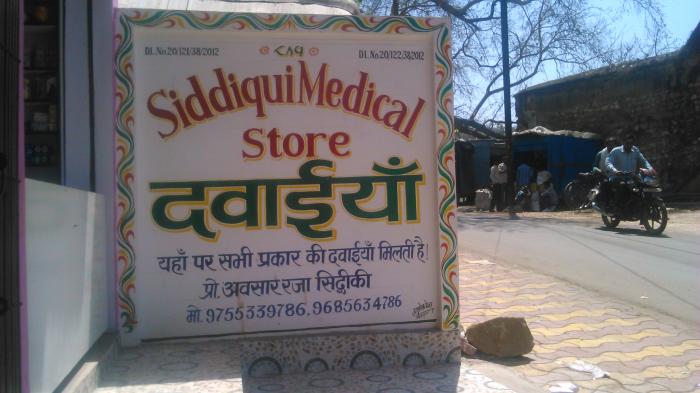 ७८६
DL.No.20/121/38/2012 DL.No.20/122/38/2012
Siddiqui Medical
Store
दवाईयाँ
यहाँ पर सभी प्रकार की दवाईयाँ मिलती है।
प्रो. अवसार रजा सिद्दीकी
मो. 9755339786, 9685634786